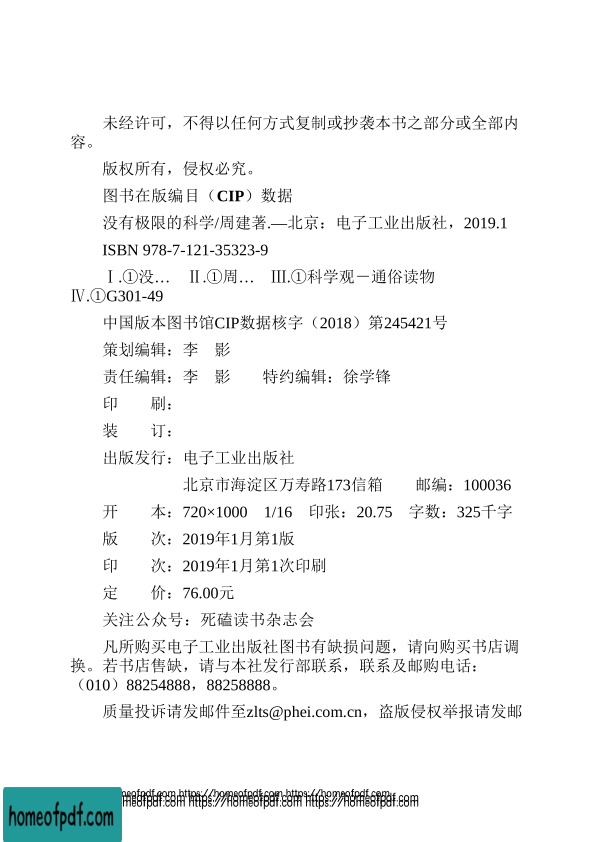 未经许可，不得以任何方式复制或抄袭本书之部分或全部内
容。
版权所有，侵权必究。
图书在版编目（CIP）数据
没有极限的科学/周建著.—北京：电子工业出版社，2019.1
ISBN 978-7-121-35323-9
Ⅰ.①没… Ⅱ.①周… Ⅲ.①科学观－通俗读物
Ⅳ.①G301-49
中国版本图书馆CIP数据核字（2018）第245421号
策划编辑：李　影
责任编辑：李　影　　特约编辑：徐学锋
印　　刷：
装　　订：
出版发行：电子工业出版社
北京市海淀区万寿路173信箱　　邮编：100036
开　　本：720×1000　1/16　印张：20.75　字数：325千字
版　　次：2019年1月第1版
印　　次：2019年1月第1次印刷
定　　价：76.00元
关注公众号：死磕读书杂志会
凡所购买电子工业出版社图书有缺损问题，请向购买书店调
换。若书店售缺，请与本社发行部联系，联系及邮购电话：
（010）88254888，88258888。
质量投诉请发邮件至zlts@phei.com.cn，盗版侵权举报请发邮
meofpdf.com https://homeofpdf.com https://homeofpdf.com
meofpdf.com https://homeofpdf.com https://homeofpdf.com
homeofpdf.com